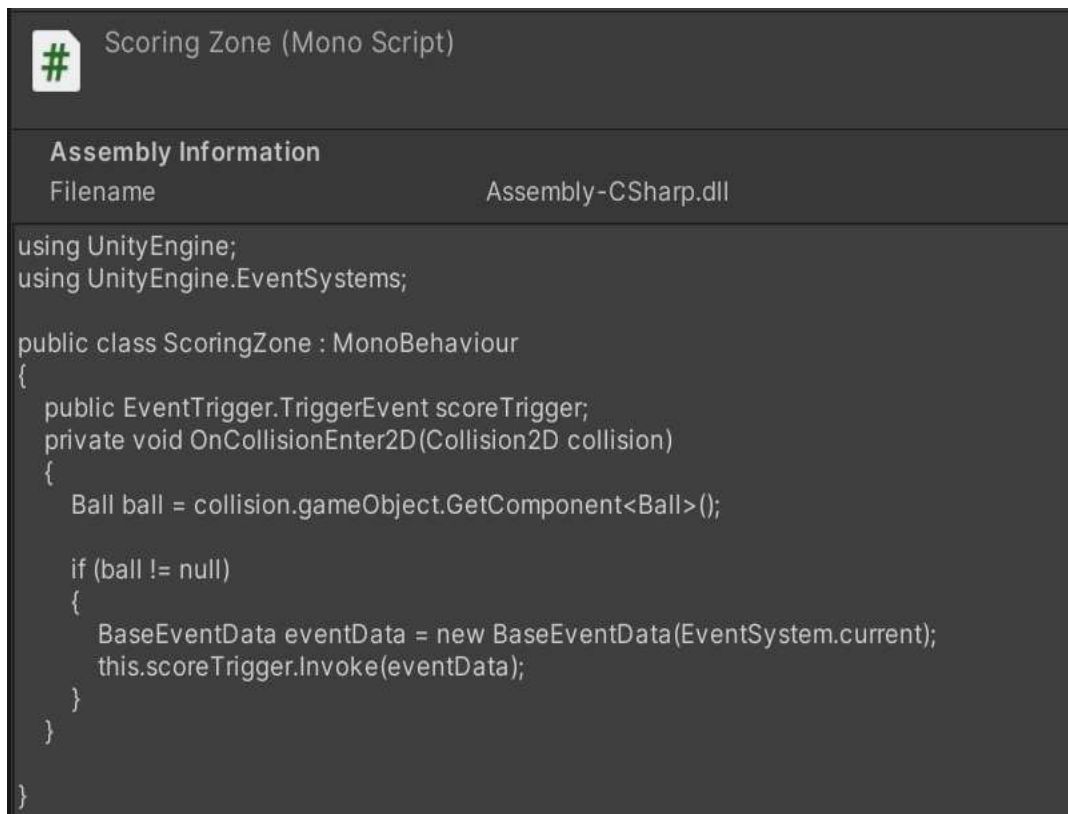 #
Scoring Zone (Mono Script)
Assembly Information
Filename Assembly-CSharp.dll
using UnityEngine;
using UnityEngine.EventSystems;

public class ScoringZone : MonoBehaviour
{
  public EventTrigger.TriggerEvent scoreTrigger;
  private void OnCollisionEnter2D(Collision2D collision)
  {
    Ball ball = collision.gameObject.GetComponent<Ball>();

    if (ball != null)
    {
      BaseEventData eventData = new BaseEventData(EventSystem.current);
      this.scoreTrigger.Invoke(eventData);
    }
  }

}